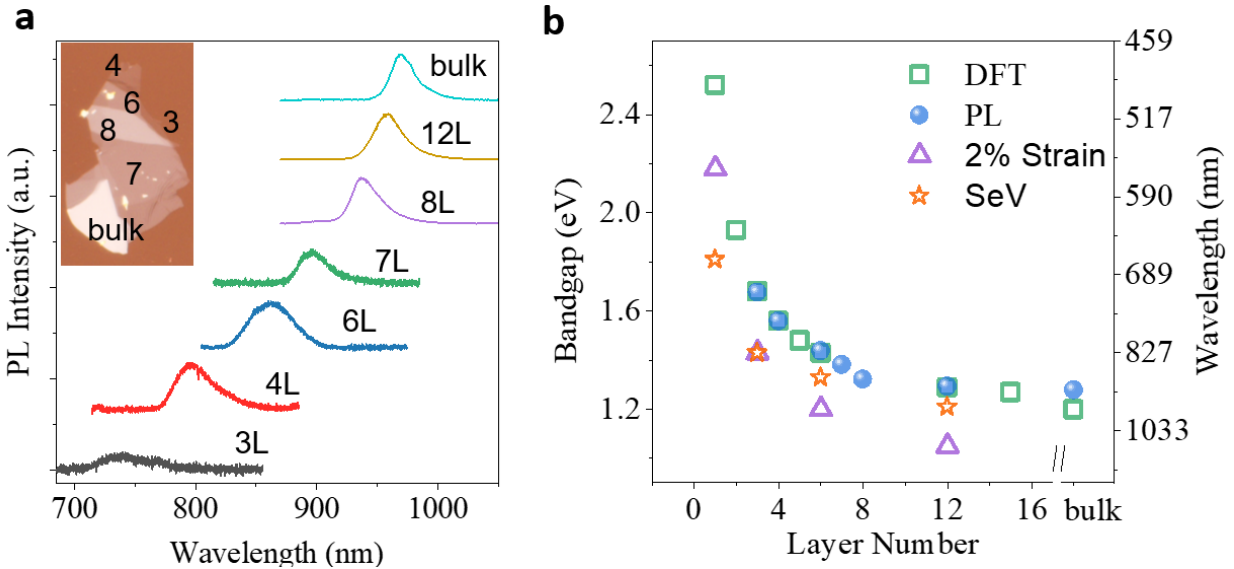 a
PL Intensity (a.u.)
4
6
3
8
7
bulk
bulk
12L
8L
7L
6L
4L
3L
700 800 900 1000
Wavelength (nm)
b
Bandgap (eV)
2.4
2.0
1.6
1.2
DFT
PL
2% Strain
SeV
459
517
590
689
827
1033
Wavelength (nm)
0 4 8 12 16 bulk
Layer Number